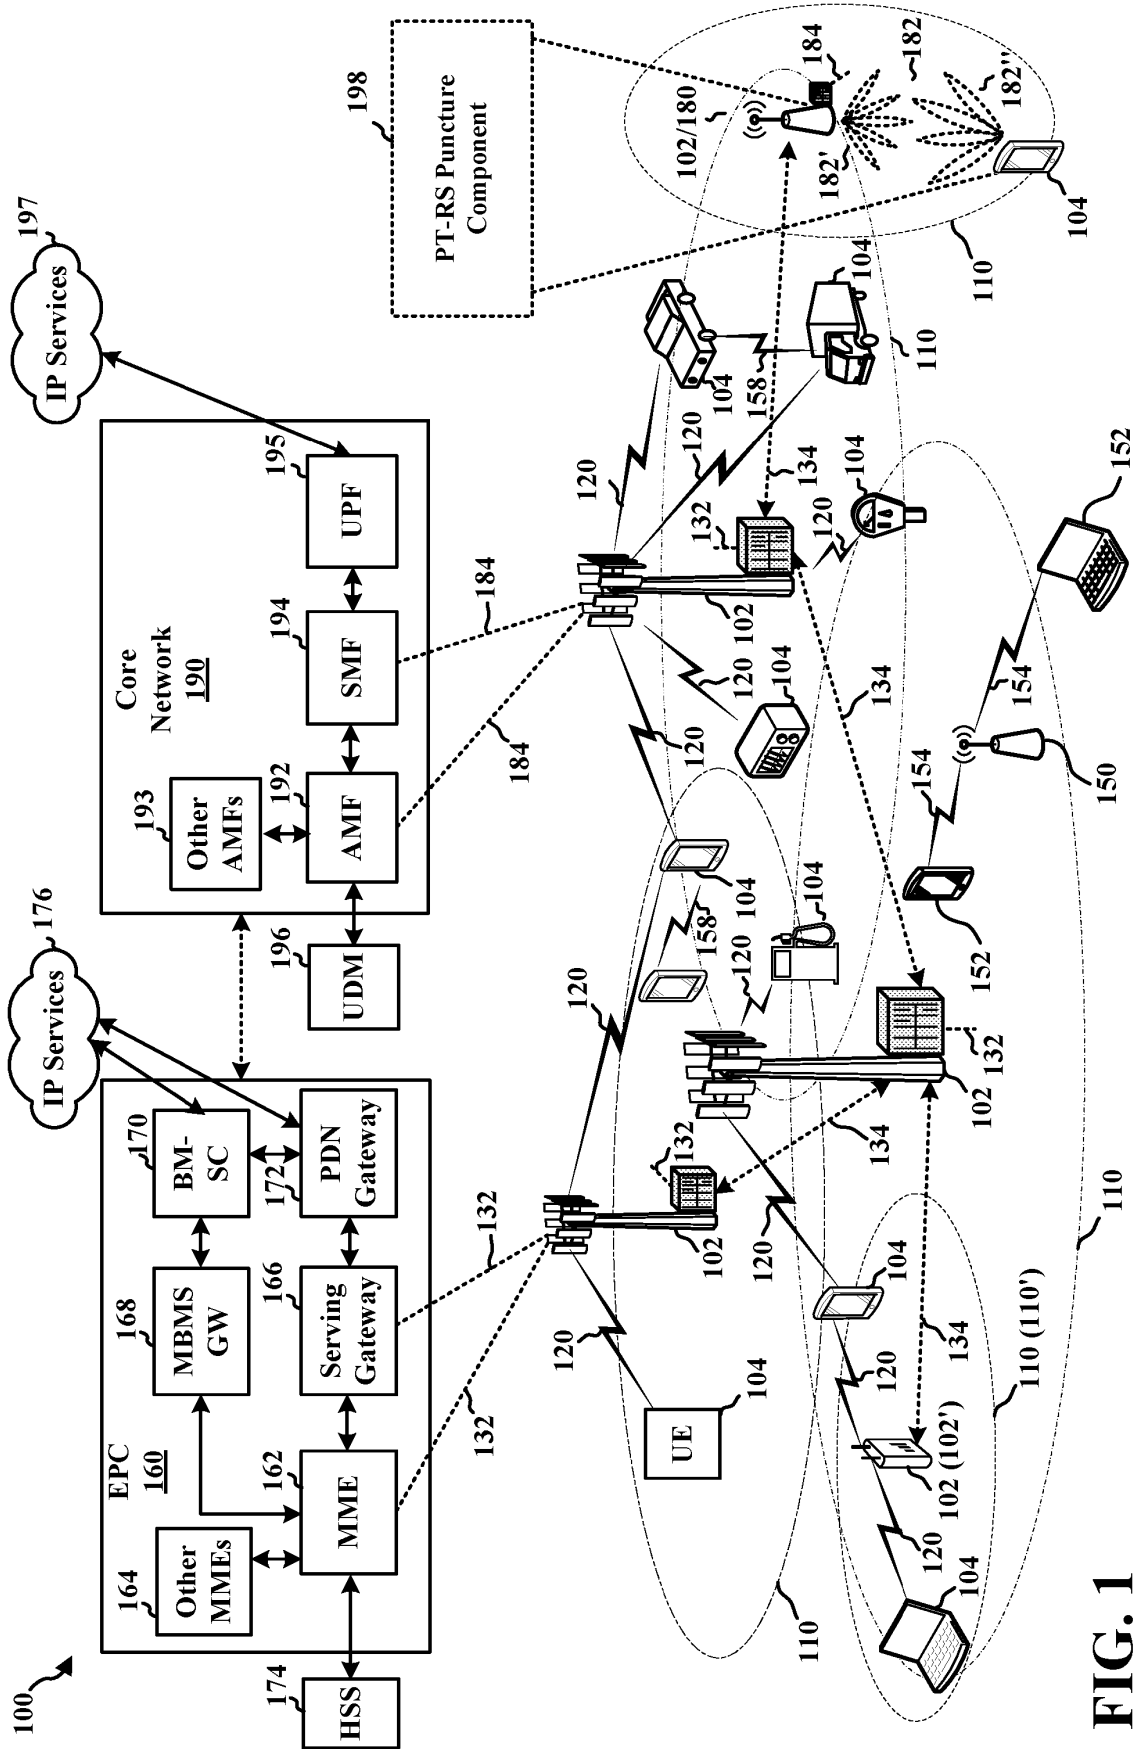 100
IP Services
176
IP Services
197
EPC
160
164
Other
MMEs
168
MBMS
GW
170
BM-
SC
174
HSS
162
MME
166
Serving
Gateway
172
PDN
Gateway
Core
Network
190
193
Other
AMFs
196
UDM
192
AMF
194
SMF
195
UPF
198
PT-RS Puncture
Component
132
132
184
184
120
120
120
120
120
120
UE
104
102
132
158
104
104
102
132
104
158
104
110
102/180
184
182'
182
182''
104
110
110
120
104
120
104
134
134
120
104
134
120
104
102
132
134
102 (102')
120
104
110 (110')
110
152
154
150
154
152
FIG. 1